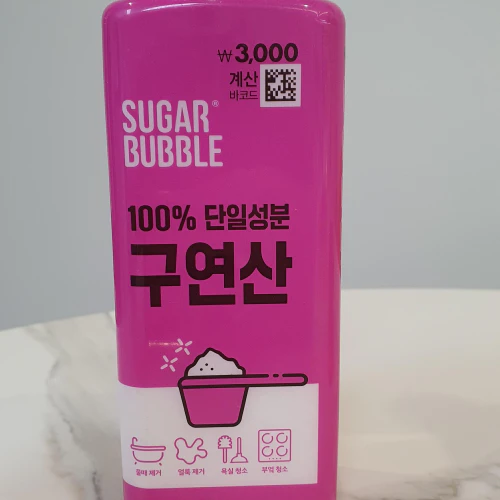 ₩3,000
계산
바코드
SUGAR®
BUBBLE
100% 단일성분
구연산
물때 제거
얼룩 제거
욕실 청소
부엌 청소